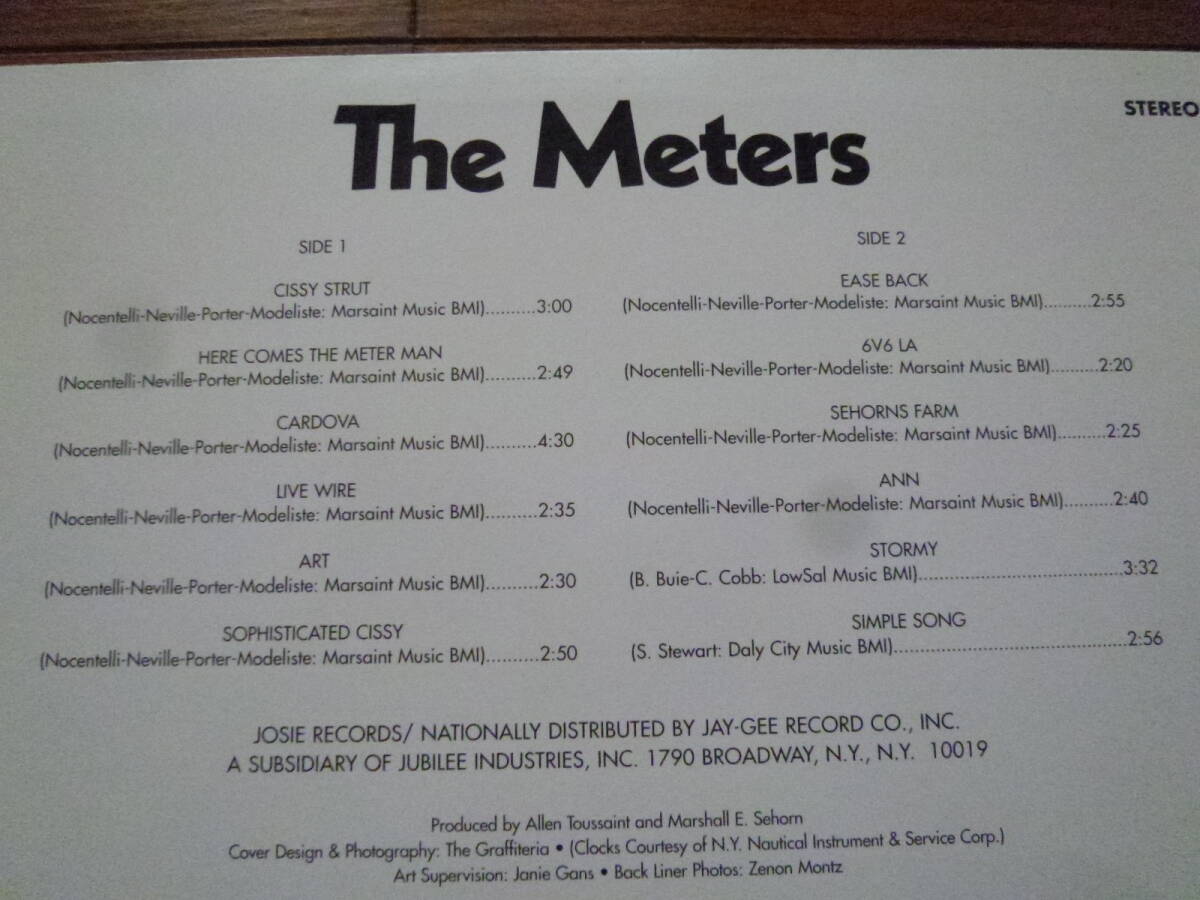 The Meters
STEREO
SIDE 1
CISSY STRUT
(Nocentelli-Neville-Porter-Modeliste: Marsaint Music BMI)..........3:00
HERE COMES THE METER MAN
(Nocentelli-Neville-Porter-Modeliste: Marsaint Music BMI)..........2:49
CARDOVA
(Nocentelli-Neville-Porter-Modeliste: Marsaint Music BMI)..........4:30
LIVE WIRE
(Nocentelli-Neville-Porter-Modeliste: Marsaint Music BMI)..........2:35
ART
(Nocentelli-Neville-Porter-Modeliste: Marsaint Music BMI)..........2:30
SOPHISTICATED CISSY
(Nocentelli-Neville-Porter-Modeliste: Marsaint Music BMI)..........2:50
SIDE 2
EASE BACK
(Nocentelli-Neville-Porter-Modeliste: Marsaint Music BMI)..........2:55
6V6 LA
(Nocentelli-Neville-Porter-Modeliste: Marsaint Music BMI)..........2:20
SEHORNS FARM
(Nocentelli-Neville-Porter-Modeliste: Marsaint Music BMI)..........2:25
ANN
(Nocentelli-Neville-Porter-Modeliste: Marsaint Music BMI)..........2:40
STORMY
(B. Buie-C. Cobb: LowSal Music BMI)..........................................3:32
SIMPLE SONG
(S. Stewart: Daly City Music BMI)................................................2:56
JOSIE RECORDS/ NATIONALLY DISTRIBUTED BY JAY-GEE RECORD CO., INC.
A SUBSIDIARY OF JUBILEE INDUSTRIES, INC. 1790 BROADWAY, N.Y., N.Y. 10019
Produced by Allen Toussaint and Marshall E. Sehorn
Cover Design & Photography: The Graffiteria • (Clocks Courtesy of N.Y. Nautical Instrument & Service Corp.)
Art Supervision: Janie Gans • Back Liner Photos: Zenon Montz